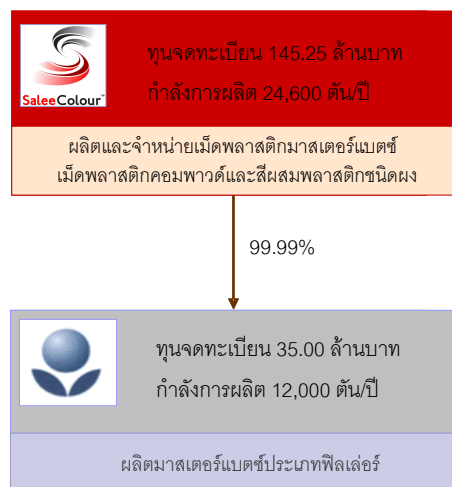 ทุนจดทะเบียน 145.25 ล้านบาท
กำลังการผลิต 24,600 ตัน/ปี
SaleeColour™
ผลิตและจำหน่ายเม็ดพลาสติกมาสเตอร์แบตซ์
เม็ดพลาสติกคอมพาวด์และสีผสมพลาสติกชนิดผง
99.99%
ทุนจดทะเบียน 35.00 ล้านบาท
กำลังการผลิต 12,000 ตัน/ปี
ผลิตมาสเตอร์แบตซ์ประเภทฟิลเล่อร์